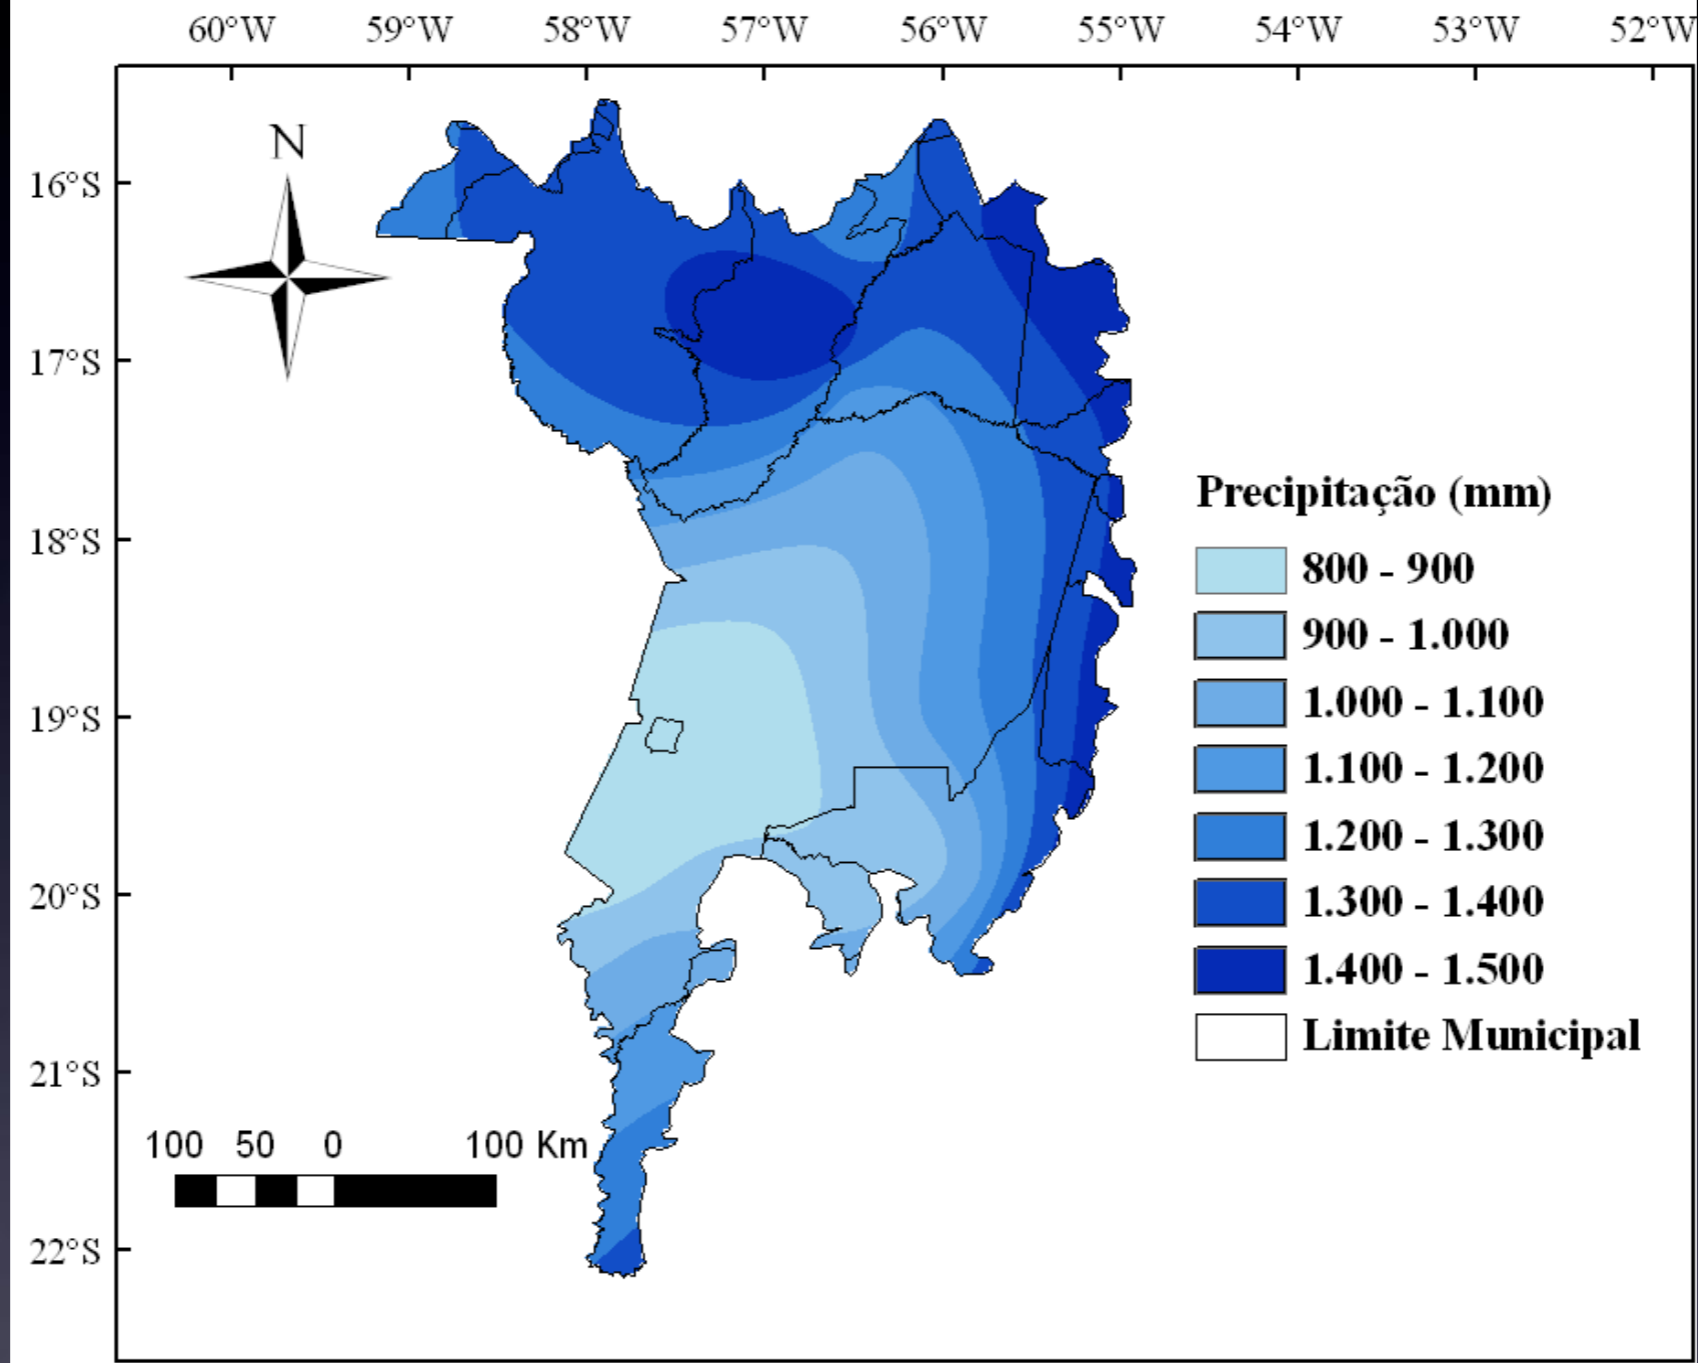 60°W 59°W 58°W 57°W 56°W 55°W 54°W 53°W 52°W
N
16°S
17°S
18°S
19°S
20°S
21°S
22°S
Precipitação (mm)
800 - 900
900 - 1.000
1.000 - 1.100
1.100 - 1.200
1.200 - 1.300
1.300 - 1.400
1.400 - 1.500
Limite Municipal
100 50 0 100 Km